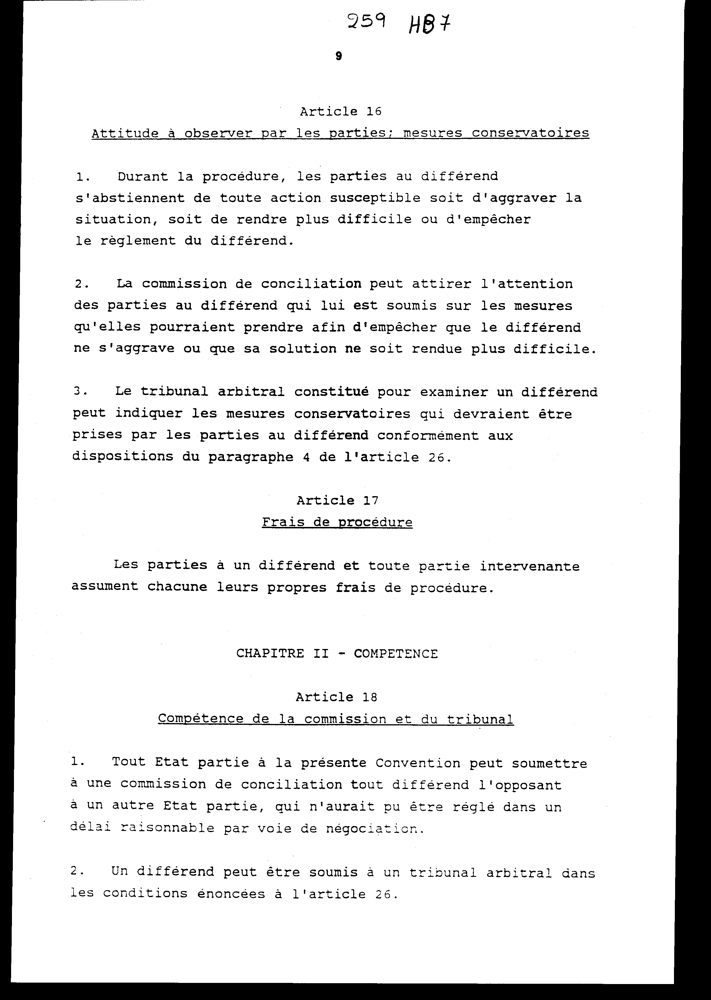 259 HB7
9
Article 16
Attitude à observer par les parties; mesures conservatoires
1. Durant la procédure, les parties au différend
s'abstiennent de toute action susceptible soit d'aggraver la
situation, soit de rendre plus difficile ou d'empêcher
le règlement du différend.
2. La commission de conciliation peut attirer l'attention
des parties au différend qui lui est soumis sur les mesures
qu'elles pourraient prendre afin d'empêcher que le différend
ne s'aggrave ou que sa solution ne soit rendue plus difficile.
3. Le tribunal arbitral constitué pour examiner un différend
peut indiquer les mesures conservatoires qui devraient être
prises par les parties au différend conformément aux
dispositions du paragraphe 4 de l'article 26.
Article 17
Frais de procédure
Les parties à un différend et toute partie intervenante
assument chacune leurs propres frais de procédure.
CHAPITRE II - COMPETENCE
Article 18
Compétence de la commission et du tribunal
1. Tout Etat partie à la présente Convention peut soumettre
à une commission de conciliation tout différend l'opposant
à un autre Etat partie, qui n'aurait pu être réglé dans un
délai raisonnable par voie de négociation.
2. Un différend peut être soumis à un tribunal arbitral dans
les conditions énoncées à l'article 26.